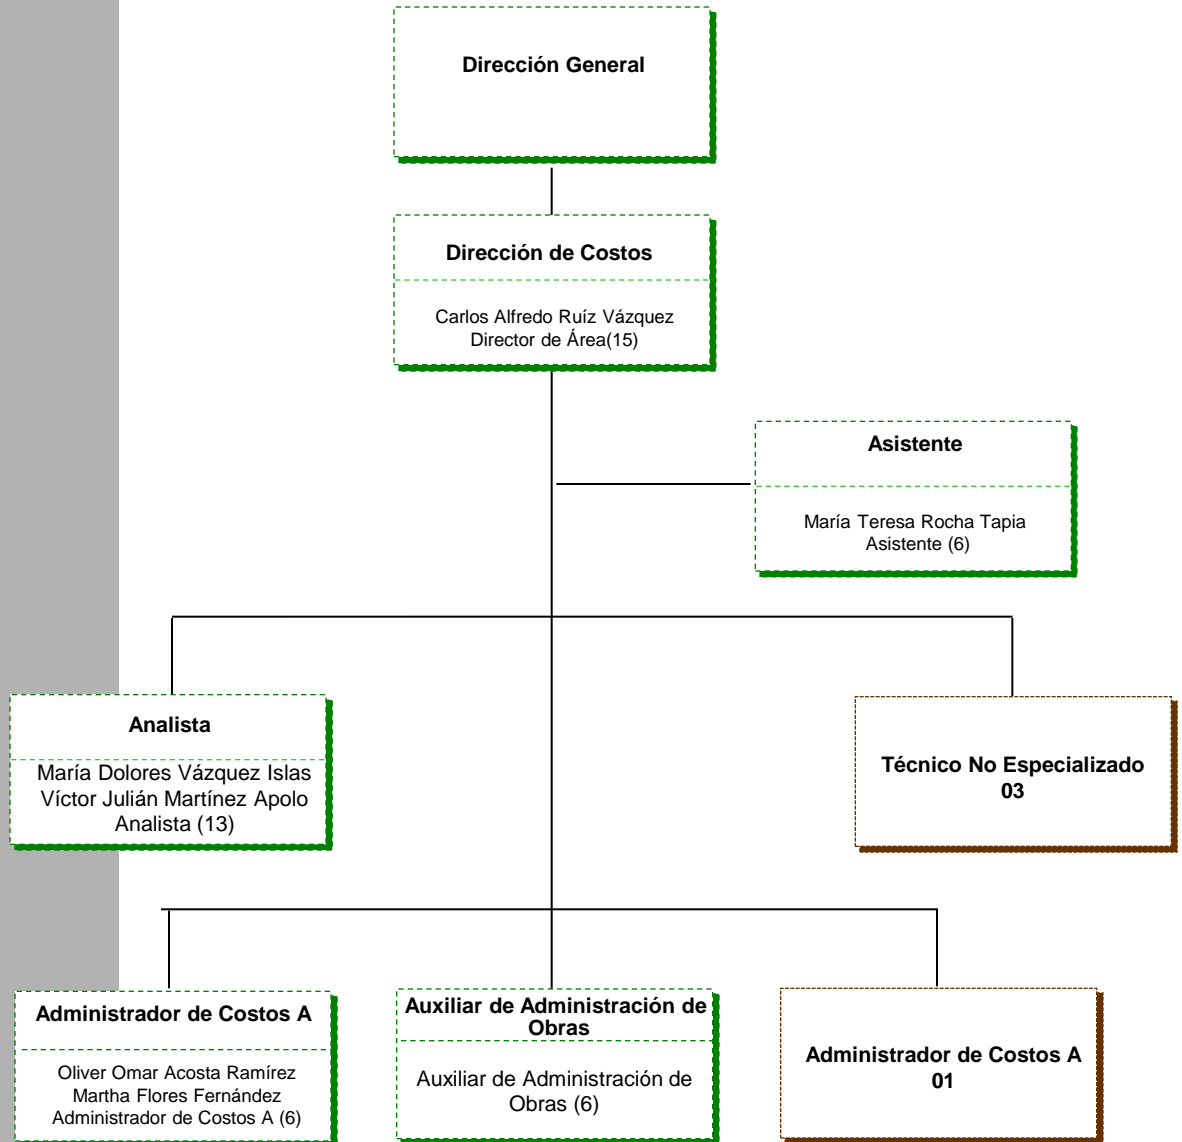 Dirección General
Dirección de Costos
Carlos Alfredo Ruíz Vázquez
Director de Área(15)
Asistente
María Teresa Rocha Tapia
Asistente (6)
Analista
María Dolores Vázquez Islas
Víctor Julián Martínez Apolo
Analista (13)
Técnico No Especializado
03
Administrador de Costos A
Oliver Omar Acosta Ramírez
Martha Flores Fernández
Administrador de Costos A (6)
Auxiliar de Administración de
Obras
Auxiliar de Administración de
Obras (6)
Administrador de Costos A
01